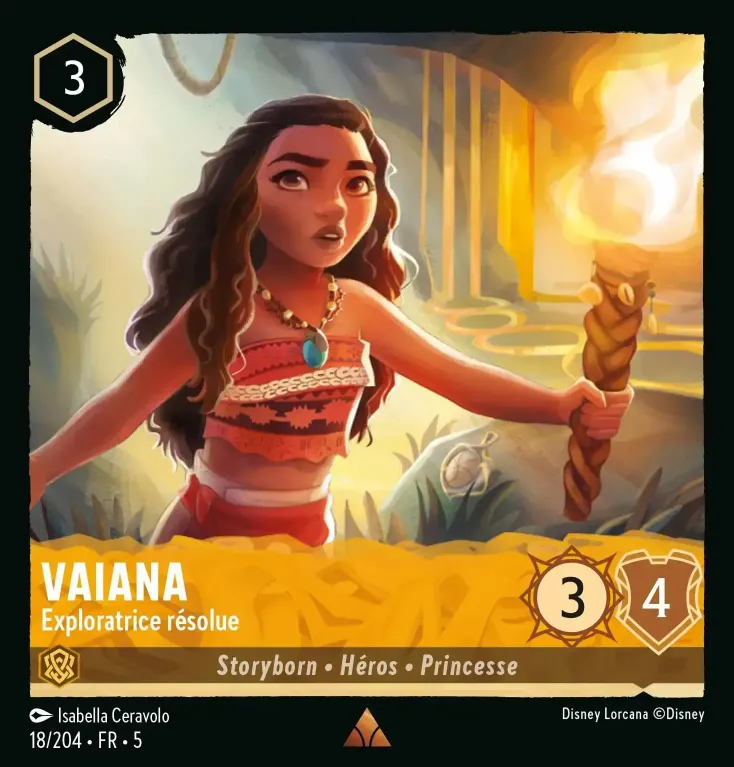 3
VAIANA
Exploratrice résolue
3 4
Storyborn • Héros • Princesse
Isabella Ceravolo
Disney Lorcana ©Disney
18/204 • FR • 5